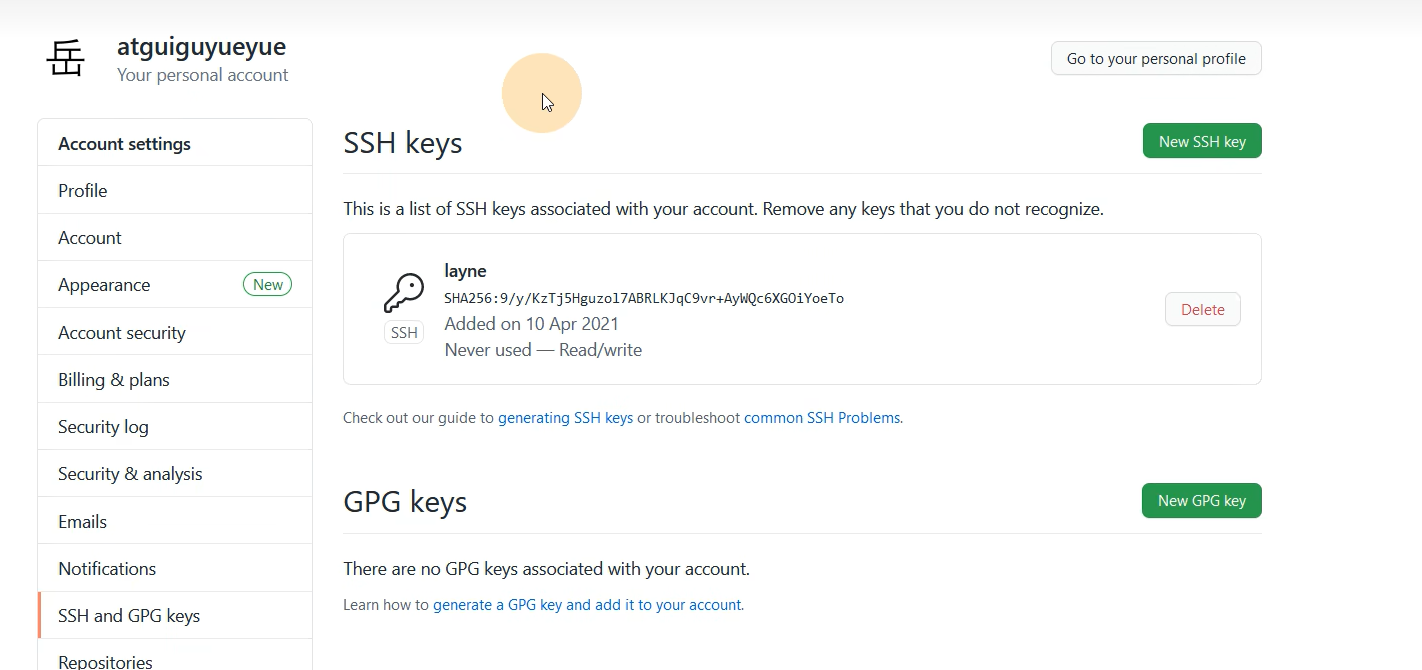 岳
atguiguyueyue
Your personal account
Go to your personal profile
Account settings
Profile
Account
Appearance New
Account security
Billing & plans
Security log
Security & analysis
Emails
Notifications
SSH and GPG keys
Repositories
SSH keys
New SSH key
This is a list of SSH keys associated with your account. Remove any keys that you do not recognize.
layne
SHA256:9/y/KzTj5Hguzol7ABRLKJqC9vr+AyWQc6XGOiYoeTo
Added on 10 Apr 2021
Never used — Read/write
SSH
Delete
Check out our guide to generating SSH keys or troubleshoot common SSH Problems.
GPG keys
New GPG key
There are no GPG keys associated with your account.
Learn how to generate a GPG key and add it to your account.